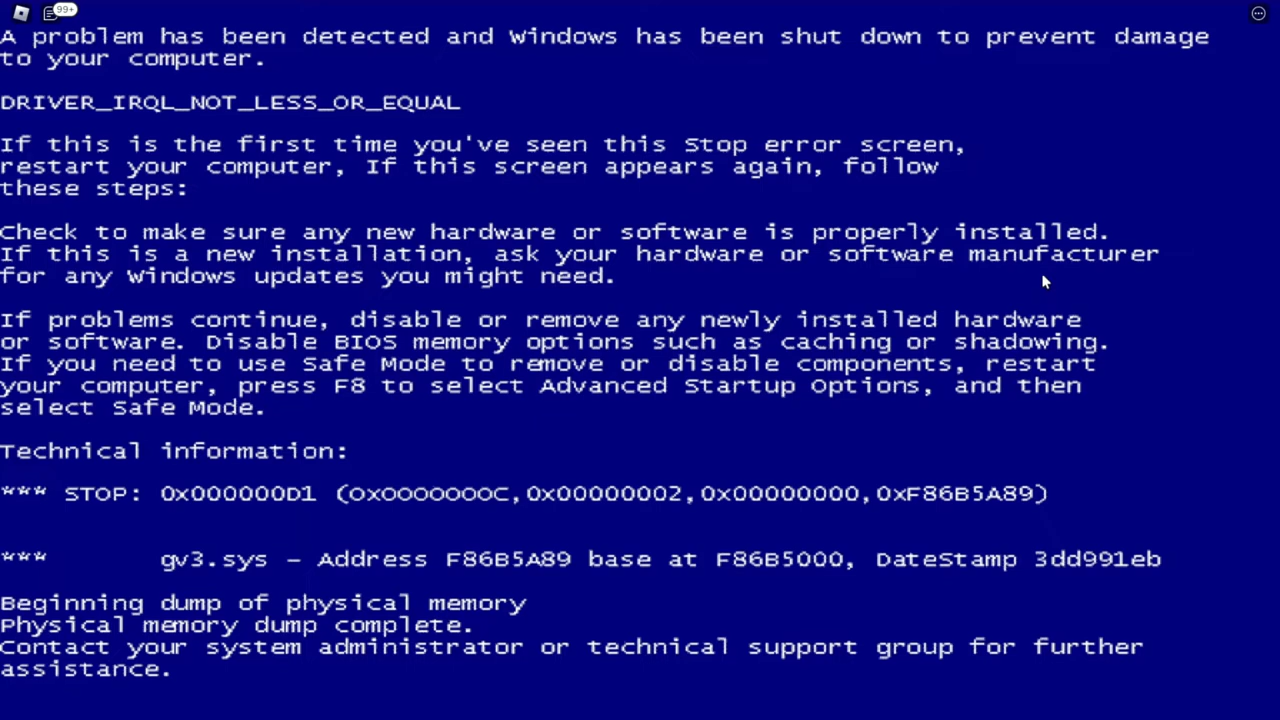 99+
A problem has been detected and Windows has been shut down to prevent damage
to your computer.
DRIVER_IRQL_NOT_LESS_OR_EQUAL
If this is the first time you've seen this Stop error screen,
restart your computer, If this screen appears again, follow
these steps:
Check to make sure any new hardware or software is properly installed.
If this is a new installation, ask your hardware or software manufacturer
for any Windows updates you might need.
If problems continue, disable or remove any newly installed hardware
or software. Disable BIOS memory options such as caching or shadowing.
If you need to use Safe Mode to remove or disable components, restart
your computer, press F8 to select Advanced Startup Options, and then
select Safe Mode.
Technical information:
*** STOP: 0x000000D1 (0x0000000C,0x00000002,0x00000000,0xF86B5A89)
*** gv3.sys – Address F86B5A89 base at F86B5000, DateStamp 3dd991eb
Beginning dump of physical memory
Physical memory dump complete.
Contact your system administrator or technical support group for further
assistance.